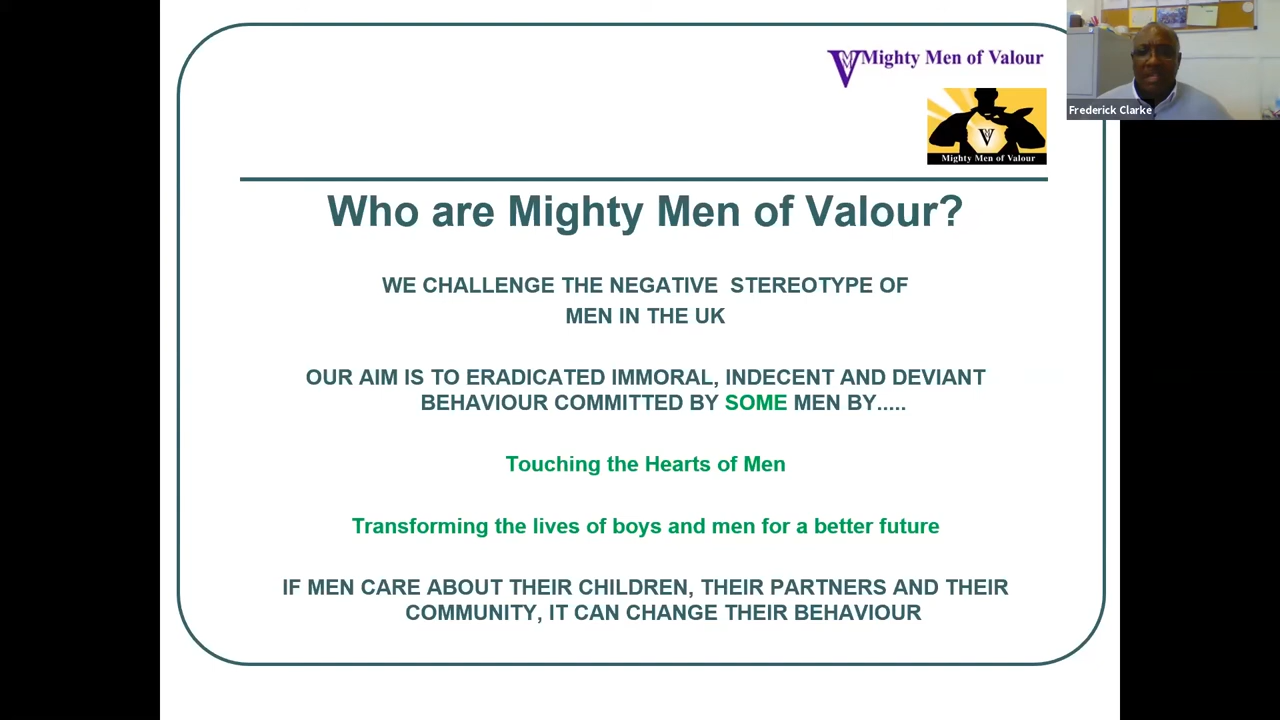 VM Mighty Men of Valour
Frederick Clarke
V
Mighty Men of Valour
Who are Mighty Men of Valour?
WE CHALLENGE THE NEGATIVE STEREOTYPE OF
MEN IN THE UK
OUR AIM IS TO ERADICATED IMMORAL, INDECENT AND DEVIANT
BEHAVIOUR COMMITTED BY SOME MEN BY.....
Touching the Hearts of Men
Transforming the lives of boys and men for a better future
IF MEN CARE ABOUT THEIR CHILDREN, THEIR PARTNERS AND THEIR
COMMUNITY, IT CAN CHANGE THEIR BEHAVIOUR